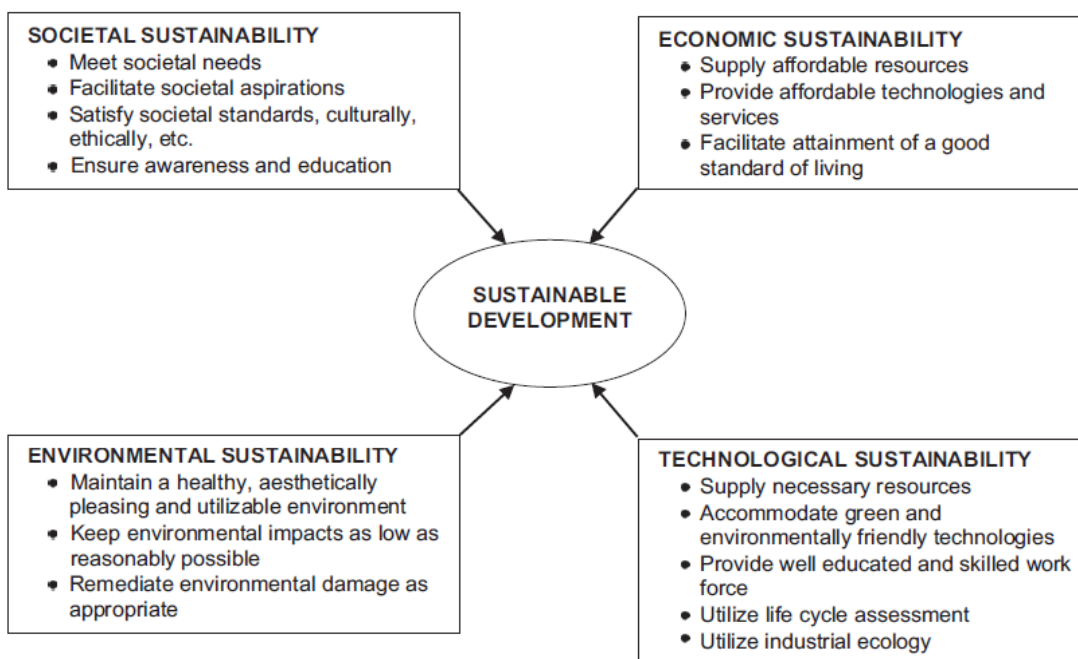 SOCIETAL SUSTAINABILITY
• Meet societal needs
• Facilitate societal aspirations
• Satisfy societal standards, culturally,
ethically, etc.
• Ensure awareness and education
ECONOMIC SUSTAINABILITY
• Supply affordable resources
• Provide affordable technologies and
services
• Facilitate attainment of a good
standard of living
SUSTAINABLE
DEVELOPMENT
ENVIRONMENTAL SUSTAINABILITY
• Maintain a healthy, aesthetically
pleasing and utilizable environment
• Keep environmental impacts as low as
reasonably possible
• Remediate environmental damage as
appropriate
TECHNOLOGICAL SUSTAINABILITY
• Supply necessary resources
• Accommodate green and
environmentally friendly technologies
• Provide well educated and skilled work
force
• Utilize life cycle assessment
• Utilize industrial ecology